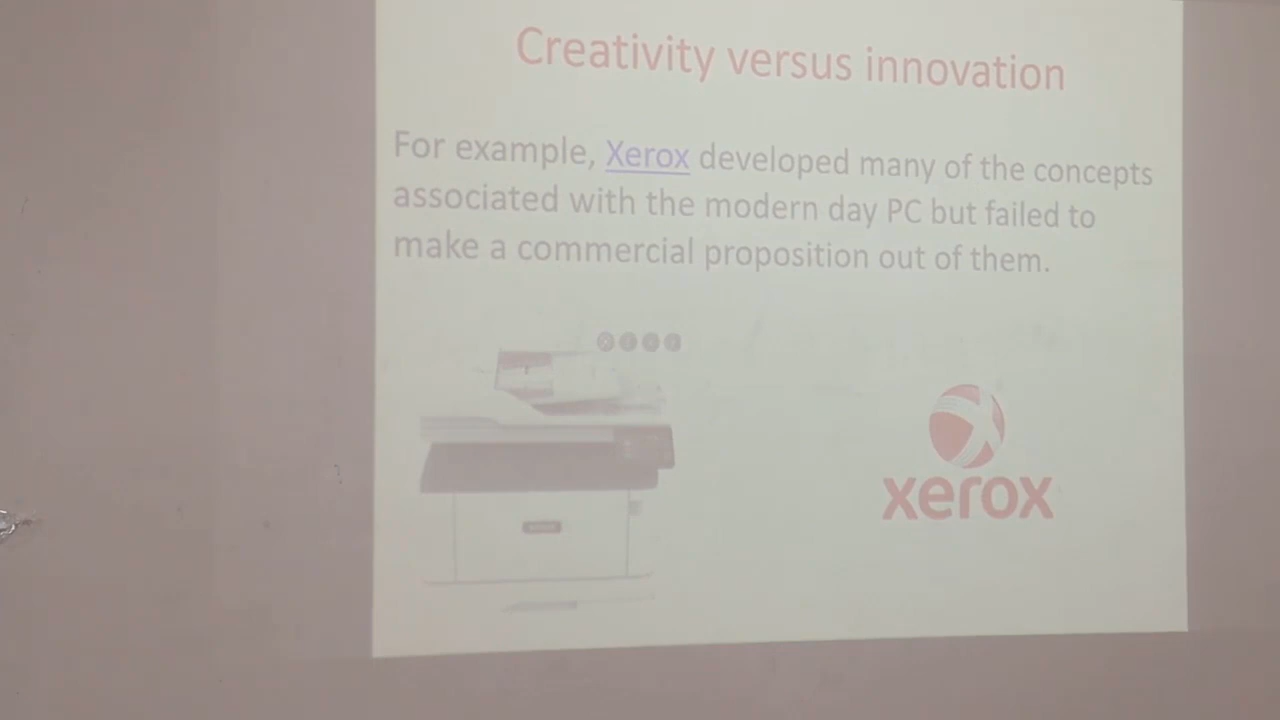 Creativity versus innovation
For example, Xerox developed many of the concepts
associated with the modern day PC but failed to
make a commercial proposition out of them.
xerox